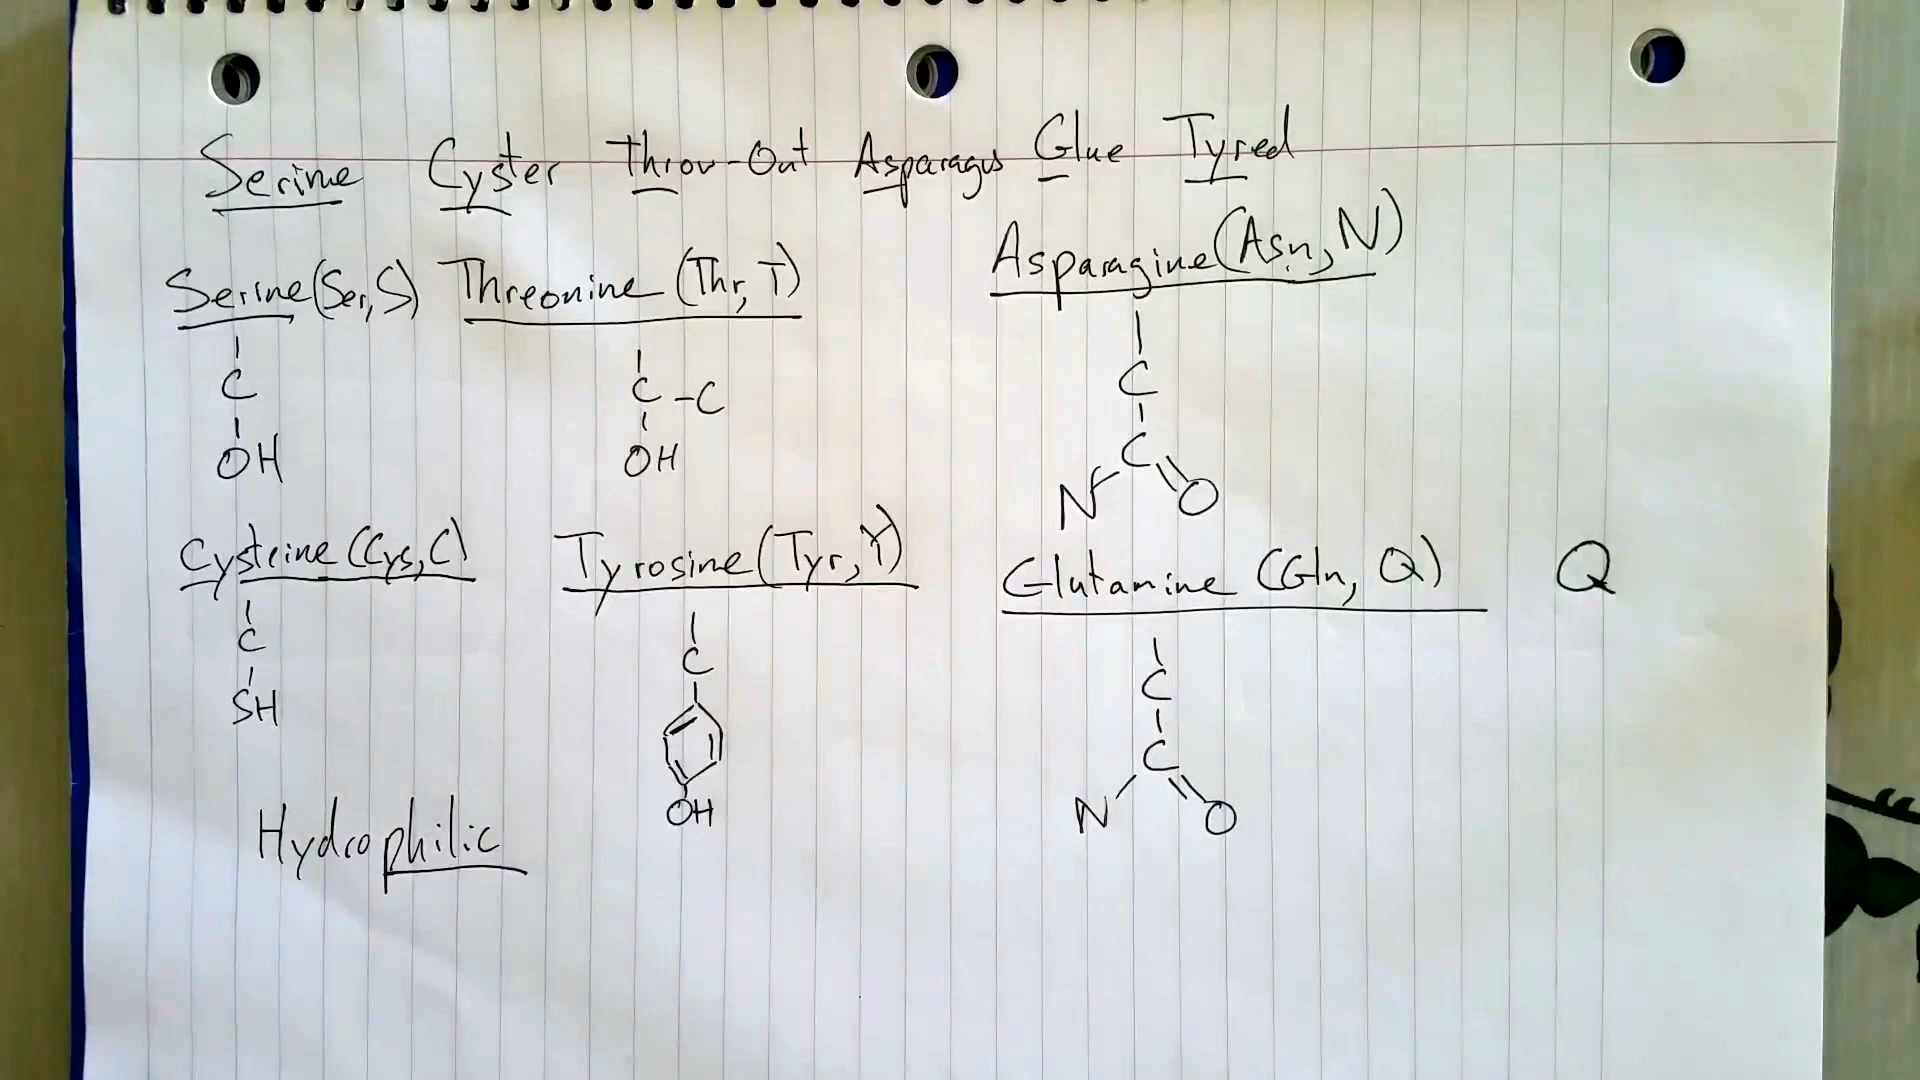 Serine Cyster Throw-Out Asparagus Glue Tyred
Serine (Ser, S) Threonine (Thr, T) Asparagine (Asn, N)
C
OH
C - C
OH
C
C
N O
Cysteine (Cys, C) Tyrosine (Tyr, Y) Glutamine (Gln, Q) Q
C
SH
C
OH
C
C
N O
Hydrophilic